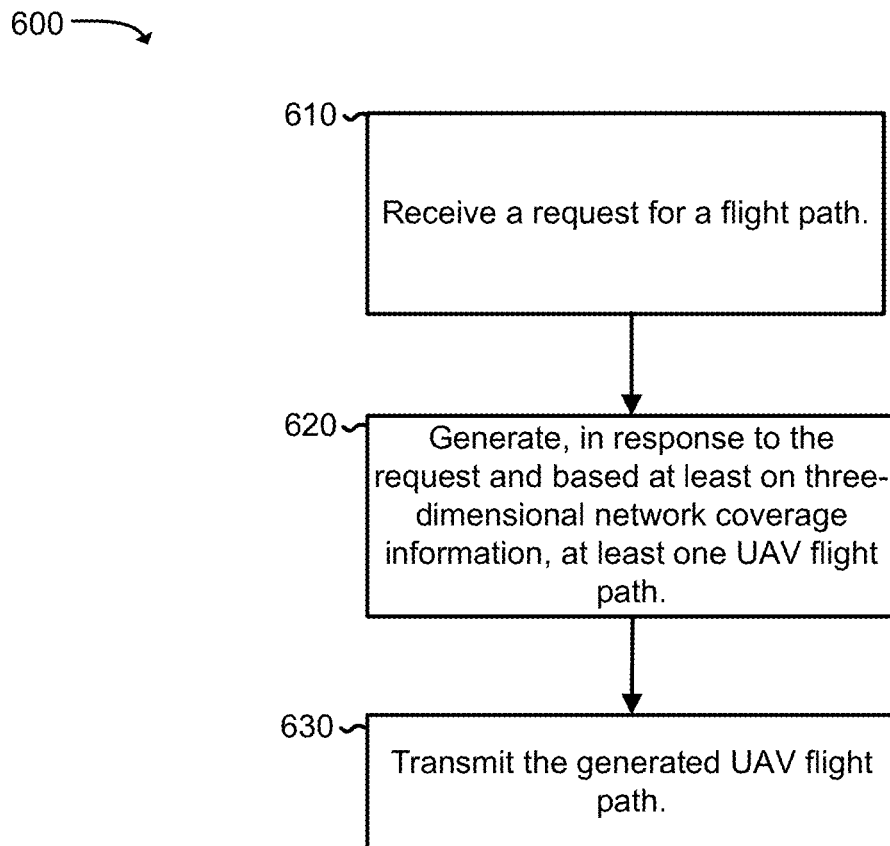 600
610
Receive a request for a flight path.
620
Generate, in response to the
request and based at least on three-
dimensional network coverage
information, at least one UAV flight
path.
630
Transmit the generated UAV flight
path.